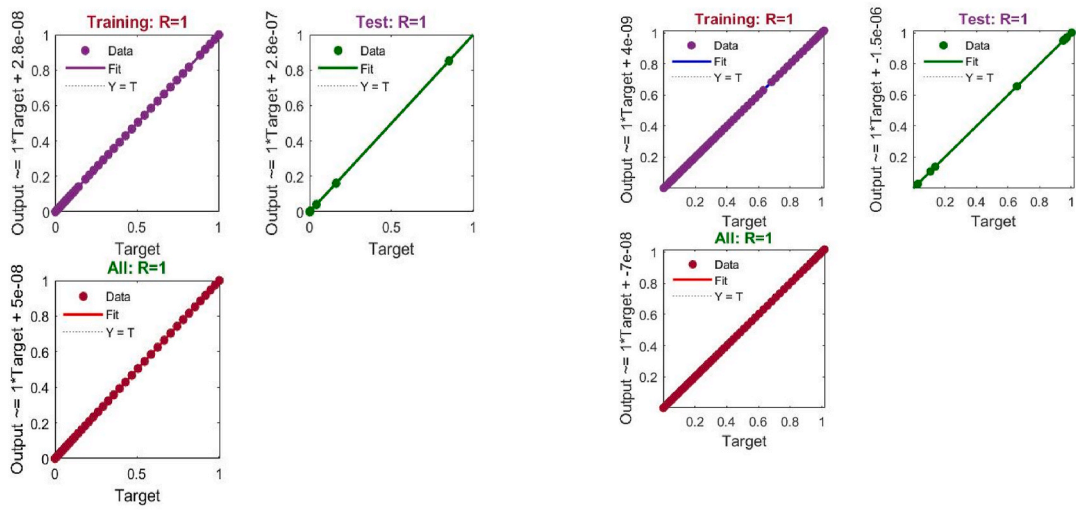 Training: R=1
Output ~= 1*Target + 2.8e-08
1
0.8
0.6
0.4
0.2
0
Data
Fit
Y = T
0 0.5 1
Target
Test: R=1
Output ~= 1*Target + 2.8e-07
1
0.8
0.6
0.4
0.2
0
Data
Fit
Y = T
0 0.5 1
Target
All: R=1
Output ~= 1*Target + 5e-08
1
0.8
0.6
0.4
0.2
0
Data
Fit
Y = T
0 0.5 1
Target
Training: R=1
Output ~= 1*Target + 4e-09
1
0.8
0.6
0.4
0.2
Data
Fit
Y = T
0.2 0.4 0.6 0.8 1
Target
Test: R=1
Output ~= 1*Target + -1.5e-06
1
0.8
0.6
0.4
0.2
Data
Fit
Y = T
0.2 0.4 0.6 0.8 1
Target
All: R=1
Output ~= 1*Target + -7e-08
1
0.8
0.6
0.4
0.2
Data
Fit
Y = T
0.2 0.4 0.6 0.8 1
Target